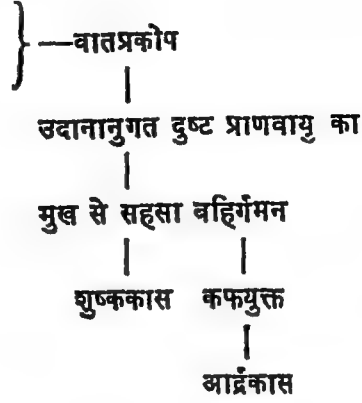 वातप्रकोप
उदानानुगत दुष्ट प्राणवायु का
मुख से सहसा बहिर्गमन
शुष्ककास कफयुक्त
आर्द्रकास